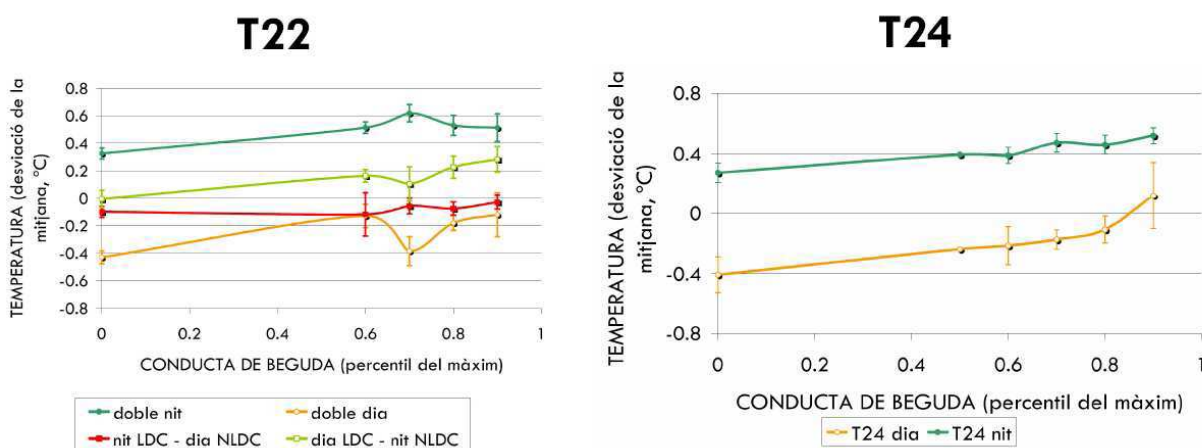 T22
TEMPERATURA (desviació de la
mitjana, °C)
0.8
0.6
0.4
0.2
0
-0.2
-0.4
-0.6
-0.8
0
0.2
0.4
0.6
0.8
1
CONDUCTA DE BEGUDA (percentil del màxim)
doble nit
doble dia
nit LDC - dia NLDC
dia LDC - nit NLDC
T24
TEMPERATURA (desviació de la
mitjana, °C)
0.8
0.4
0
-0.4
-0.8
0
0.2
0.4
0.6
0.8
1
CONDUCTA DE BEGUDA (percentil del màxim)
T24 dia
T24 nit